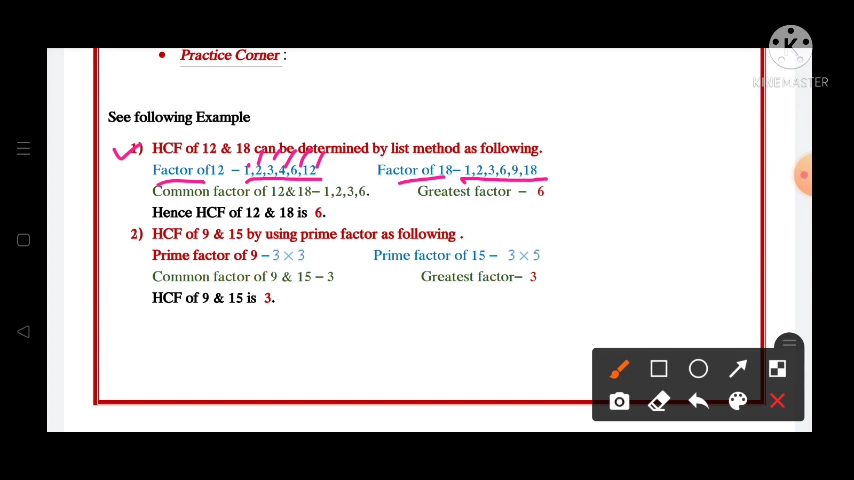 • Practice Corner :
KINEMASTER
See following Example
1) HCF of 12 & 18 can be determined by list method as following.
Factor of12 – 1,2,3,4,6,12 Factor of 18– 1,2,3,6,9,18
Common factor of 12&18– 1,2,3,6. Greatest factor – 6
Hence HCF of 12 & 18 is 6.
2) HCF of 9 & 15 by using prime factor as following .
Prime factor of 9 – 3 × 3 Prime factor of 15 – 3 × 5
Common factor of 9 & 15 – 3 Greatest factor– 3
HCF of 9 & 15 is 3.